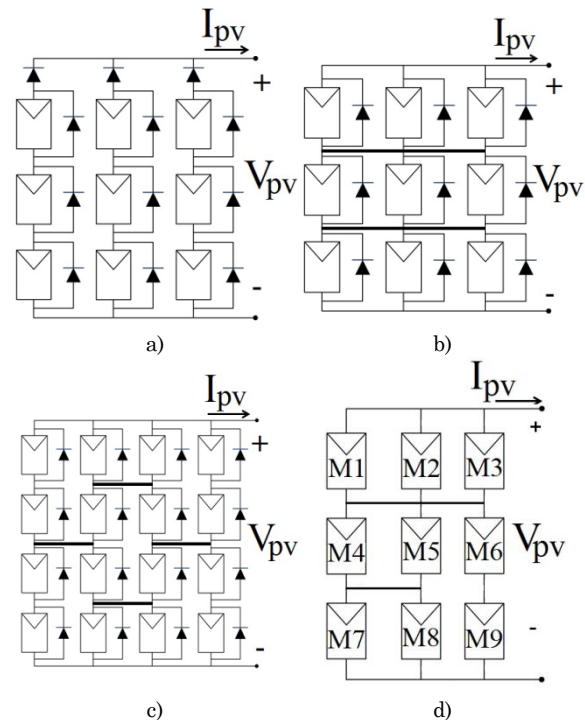 Ipv
+
Vpv
-
a)
Ipv
+
Vpv
-
b)
Ipv
+
Vpv
-
c)
Ipv
+
M1 M2 M3
M4 M5 M6 Vpv
M7 M8 M9 -
d)